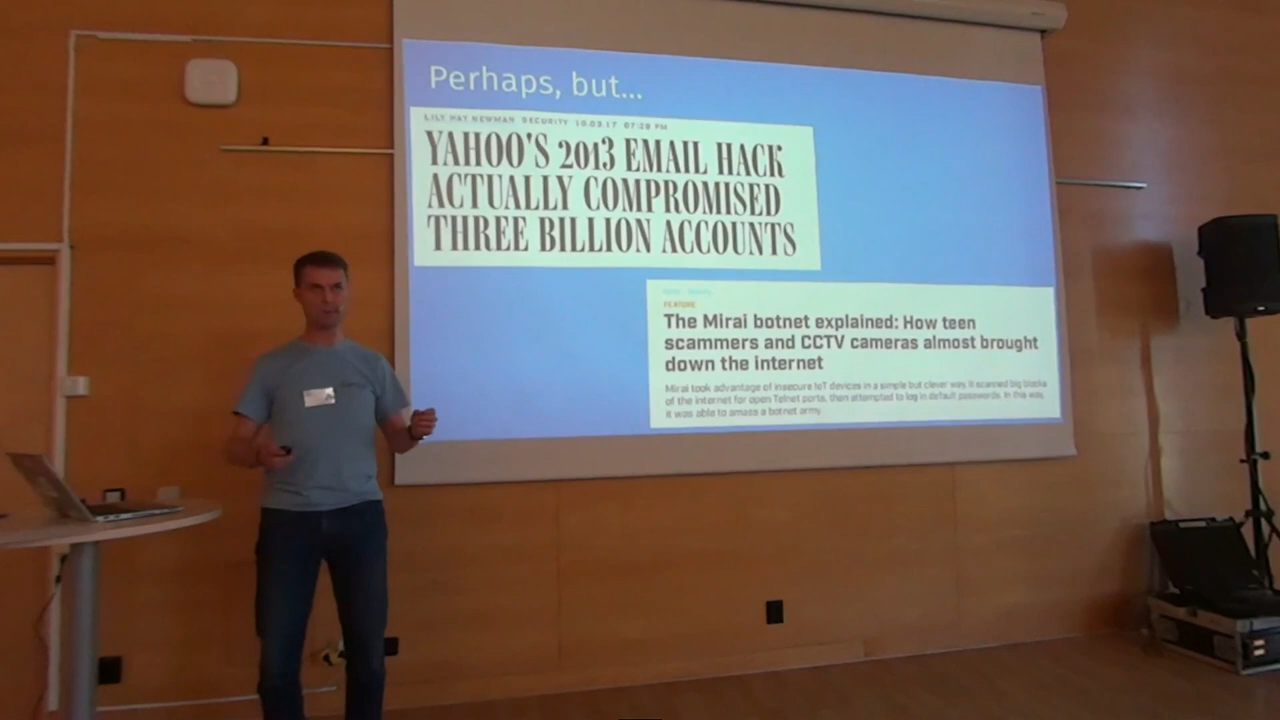 Perhaps, but...
LILY HAY NEWMAN SECURITY 10.03.17 07:29 PM
YAHOO'S 2013 EMAIL HACK
ACTUALLY COMPROMISED
THREE BILLION ACCOUNTS
FEATURE
The Mirai botnet explained: How teen
scammers and CCTV cameras almost brought
down the internet
Mirai took advantage of insecure IoT devices in a simple but clever way. It scanned big blocks
of the internet for open Telnet ports, then attempted to log in default passwords. In this way,
it was able to amass a botnet army.